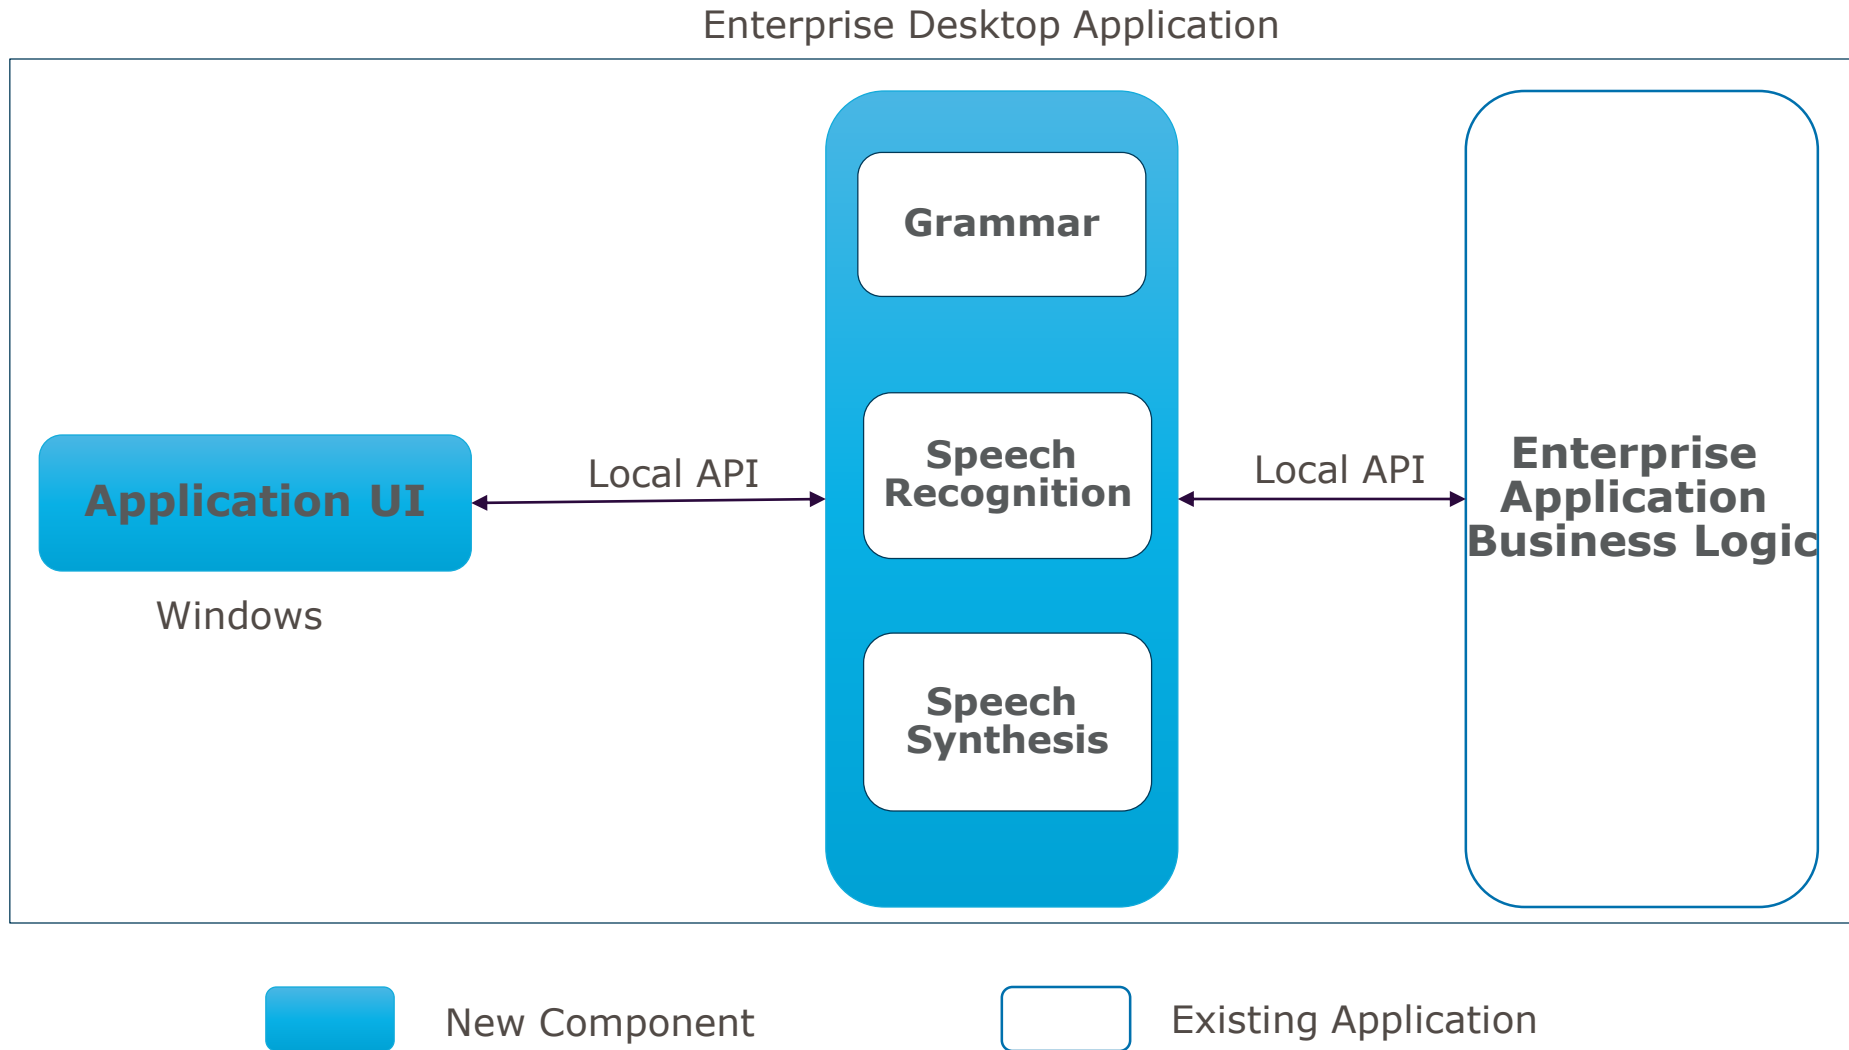 Enterprise Desktop Application
Grammar
Speech
Recognition
Speech
Synthesis
Application UI
Windows
Local API
Local API
Enterprise
Application
Business Logic
New Component
Existing Application